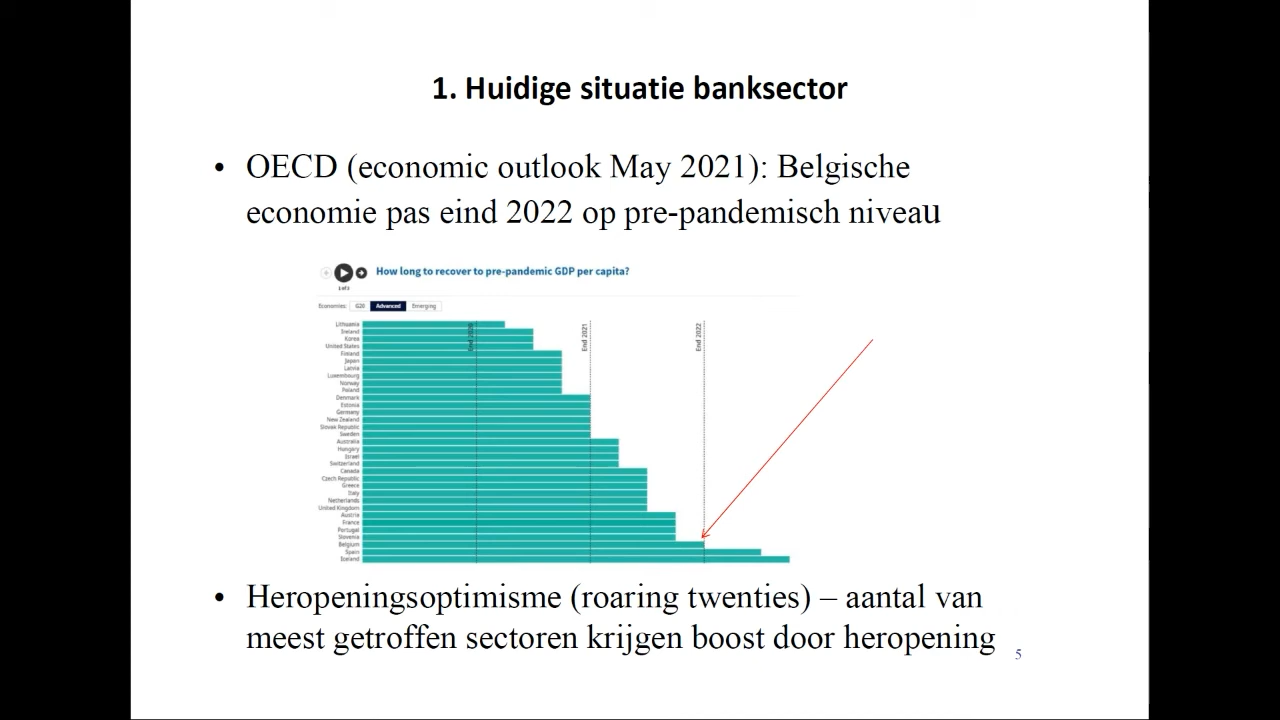 1. Huidige situatie banksector
• OECD (economic outlook May 2021): Belgische
economie pas eind 2022 op pre-pandemisch niveau
How long to recover to pre-pandemic GDP per capita?
1 of 2
Economies: G20 Advanced Emerging
End 2020
End 2021
End 2022
Lithuania
Ireland
Korea
United States
Finland
Japan
Latvia
Luxembourg
Norway
Poland
Denmark
Estonia
Germany
New Zealand
Slovak Republic
Sweden
Australia
Hungary
Israel
Switzerland
Canada
Czech Republic
Greece
Italy
Netherlands
United Kingdom
Austria
France
Portugal
Slovenia
Belgium
Spain
Iceland
• Heropeningsoptimisme (roaring twenties) – aantal van
meest getroffen sectoren krijgen boost door heropening
5